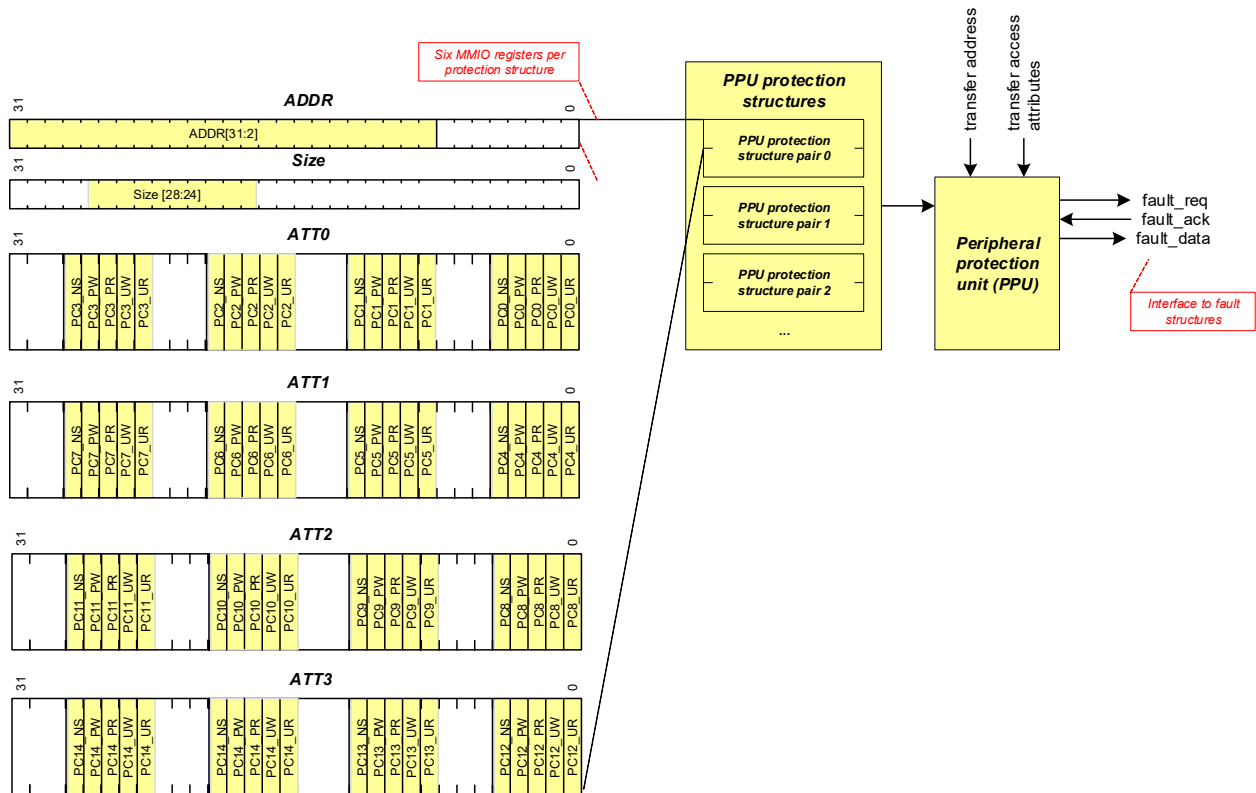 Six MMIO registers per
protection structure
31
ADDR
0
ADDR[31:2]
31
Size
0
Size [28:24]
31
ATT0
0
PC3_NS
PC3_PW
PC3_PR
PC3_UW
PC3_UR
PC2_NS
PC2_PW
PC2_PR
PC2_UW
PC2_UR
PC1_NS
PC1_PW
PC1_PR
PC1_UW
PC1_UR
PC0_NS
PC0_PW
PC0_PR
PC0_UW
PC0_UR
31
ATT1
0
PC7_NS
PC7_PW
PC7_PR
PC7_UW
PC7_UR
PC6_NS
PC6_PW
PC6_PR
PC6_UW
PC6_UR
PC5_NS
PC5_PW
PC5_PR
PC5_UW
PC5_UR
PC4_NS
PC4_PW
PC4_PR
PC4_UW
PC4_UR
31
ATT2
0
PC11_NS
PC11_PW
PC11_PR
PC11_UW
PC11_UR
PC10_NS
PC10_PW
PC10_PR
PC10_UW
PC10_UR
PC9_NS
PC9_PW
PC9_PR
PC9_UW
PC9_UR
PC8_NS
PC8_PW
PC8_PR
PC8_UW
PC8_UR
31
ATT3
0
PC14_NS
PC14_PW
PC14_PR
PC14_UW
PC14_UR
PC14_NS
PC14_PW
PC14_PR
PC14_UW
PC14_UR
PC13_NS
PC13_PW
PC13_PR
PC13_UW
PC13_UR
PC12_NS
PC12_PW
PC12_PR
PC12_UW
PC12_UR
PPU protection
structures
PPU protection
structure pair 0
PPU protection
structure pair 1
PPU protection
structure pair 2
...
transfer address
transfer access
attributes
Peripheral
protection
unit (PPU)
fault_req
fault_ack
fault_data
Interface to fault
structures